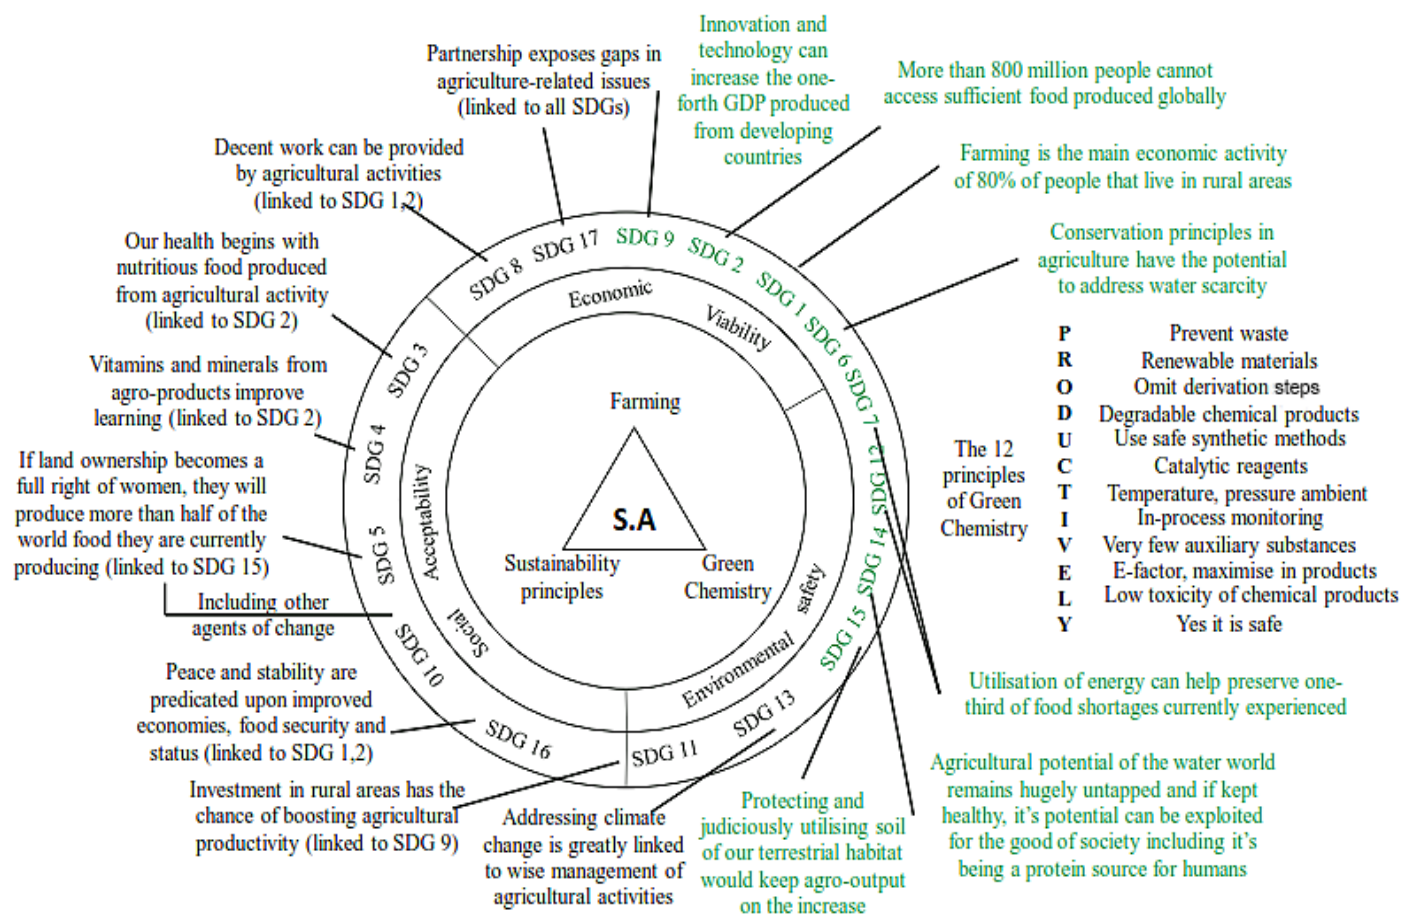 Partnership exposes gaps in
agriculture-related issues
(linked to all SDGs)
Innovation and
technology can
increase the one-
forth GDP produced
from developing
countries
More than 800 million people cannot
access sufficient food produced globally
Farming is the main economic activity
of 80% of people that live in rural areas
Conservation principles in
agriculture have the potential
to address water scarcity
Decent work can be provided
by agricultural activities
(linked to SDG 1,2)
Our health begins with
nutritious food produced
from agricultural activity
(linked to SDG 2)
Vitamins and minerals from
agro-products improve
learning (linked to SDG 2)
If land ownership becomes a
full right of women, they will
produce more than half of the
world food they are currently
producing (linked to SDG 15)
Including other
agents of change
Peace and stability are
predicated upon improved
economies, food security and
status (linked to SDG 1,2)
Investment in rural areas has the
chance of boosting agricultural
productivity (linked to SDG 9)
Addressing climate
change is greatly linked
to wise management of
agricultural activities
Protecting and
judiciously utilising soil
of our terrestrial habitat
would keep agro-output
on the increase
Agricultural potential of the water world
remains hugely untapped and if kept
healthy, it's potential can be exploited
for the good of society including it's
being a protein source for humans
Utilisation of energy can help preserve one-
third of food shortages currently experienced
SDG 17
SDG 9
SDG 2
SDG 1
SDG 6
SDG 7
SDG 12
SDG 14
SDG 15
SDG 13
SDG 11
SDG 16
SDG 10
SDG 5
SDG 4
SDG 3
SDG 8
Economic
Viability
Environmental
safety
Social
Acceptability
Farming
S.A
Sustainability
principles
Green
Chemistry
The 12
principles
of Green
Chemistry
P Prevent waste
R Renewable materials
O Omit derivation steps
D Degradable chemical products
U Use safe synthetic methods
C Catalytic reagents
T Temperature, pressure ambient
I In-process monitoring
V Very few auxiliary substances
E E-factor, maximise in products
L Low toxicity of chemical products
Y Yes it is safe